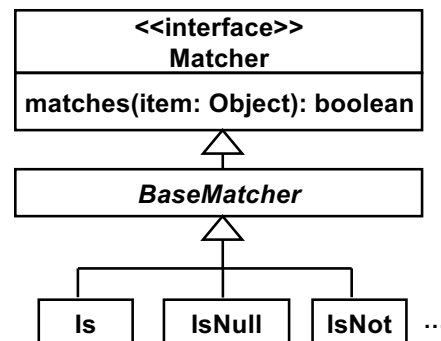 <<interface>>
Matcher
matches(item: Object): boolean
BaseMatcher
Is IsNull IsNot ...